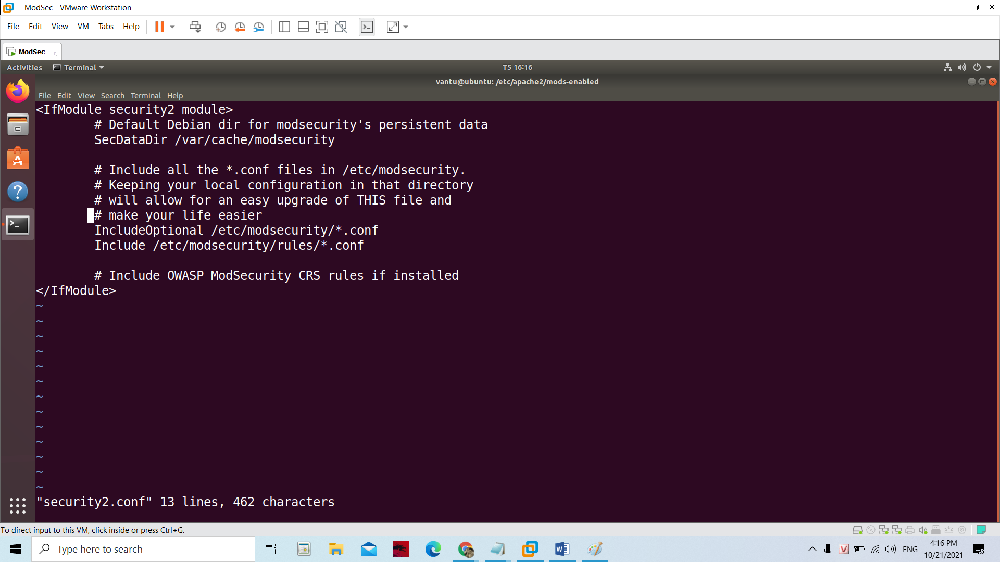 ModSec - VMware Workstation
File Edit View VM Tabs Help
ModSec
Activities Terminal T5 16:16
vantu@ubuntu: /etc/apache2/mods-enabled
File Edit View Search Terminal Help
<IfModule security2_module>
# Default Debian dir for modsecurity's persistent data
SecDataDir /var/cache/modsecurity
# Include all the *.conf files in /etc/modsecurity.
# Keeping your local configuration in that directory
# will allow for an easy upgrade of THIS file and
# make your life easier
IncludeOptional /etc/modsecurity/*.conf
Include /etc/modsecurity/rules/*.conf
# Include OWASP ModSecurity CRS rules if installed
</IfModule>
~
~
~
~
~
~
~
~
~
~
~
~
~
"security2.conf" 13 lines, 462 characters
To direct input to this VM, click inside or press Ctrl+G.
Type here to search
ENG
4:16 PM
10/21/2021